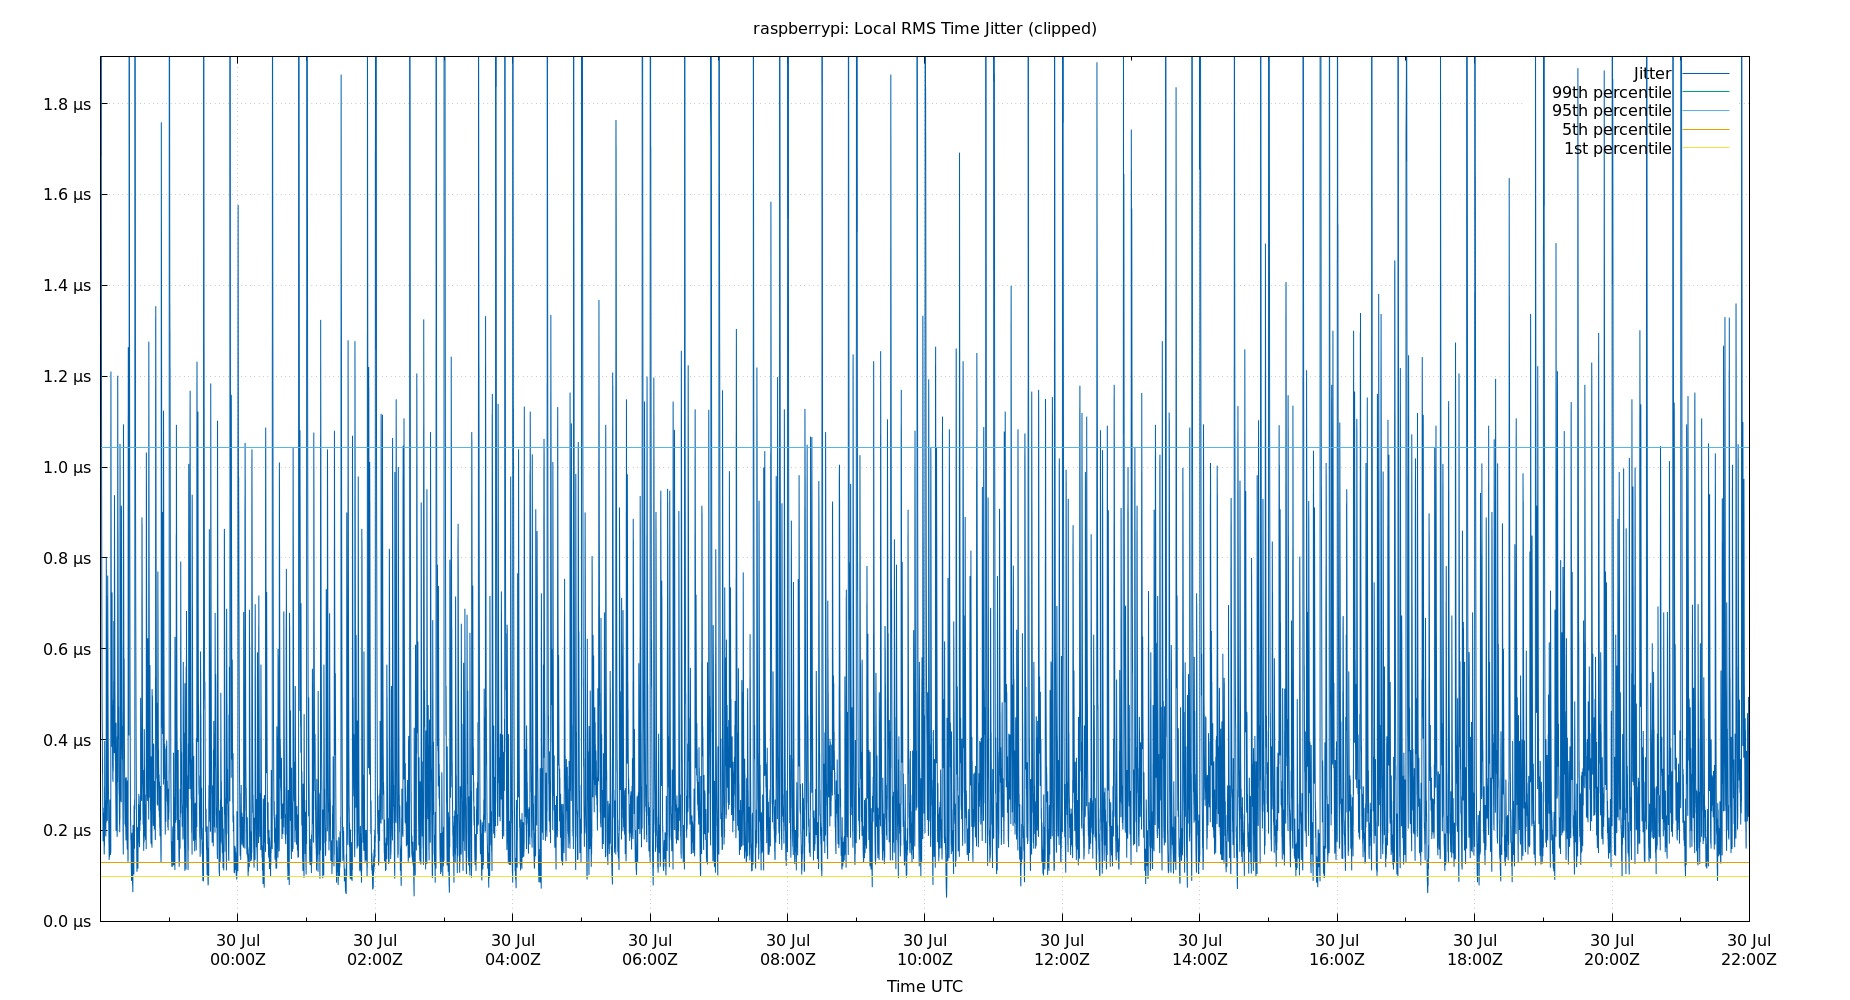 raspberrypi: Local RMS Time Jitter (clipped)
Jitter
99th percentile
95th percentile
5th percentile
1st percentile
1.8 µs
1.6 µs
1.4 µs
1.2 µs
1.0 µs
0.8 µs
0.6 µs
0.4 µs
0.2 µs
0.0 µs
30 Jul 30 Jul 30 Jul 30 Jul 30 Jul 30 Jul 30 Jul 30 Jul 30 Jul 30 Jul 30 Jul 30 Jul
00:00Z 02:00Z 04:00Z 06:00Z 08:00Z 10:00Z 12:00Z 14:00Z 16:00Z 18:00Z 20:00Z 22:00Z
Time UTC